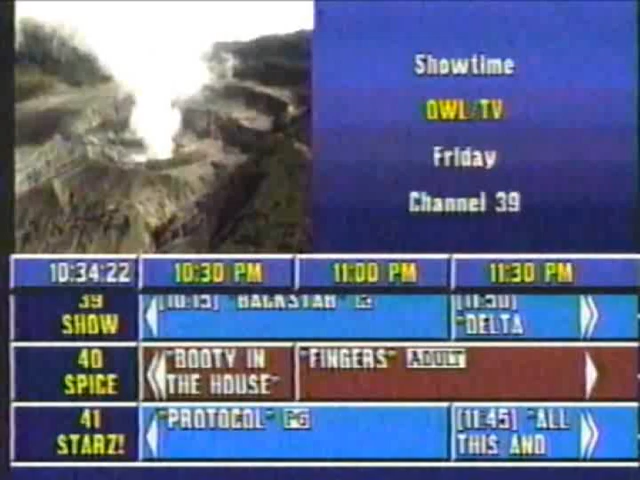 Showtime
OWL/TV
Friday
Channel 39
10:34:22 10:30 PM 11:00 PM 11:30 PM
39 [10:15] "BACKSTAB" [11:50]
SHOW "DELTA
40 "BOOTY IN "FINGERS" ADULT
SPICE THE HOUSE"
41 "PROTOCOL" PG [11:45] "ALL
STARZ! THIS AND